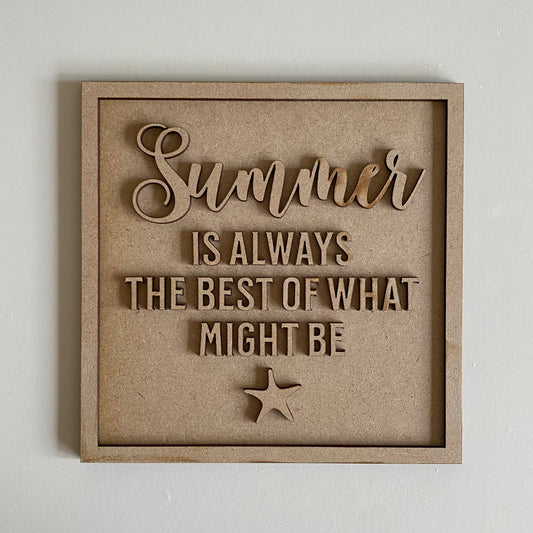 Summer
IS ALWAYS
THE BEST OF WHAT
MIGHT BE